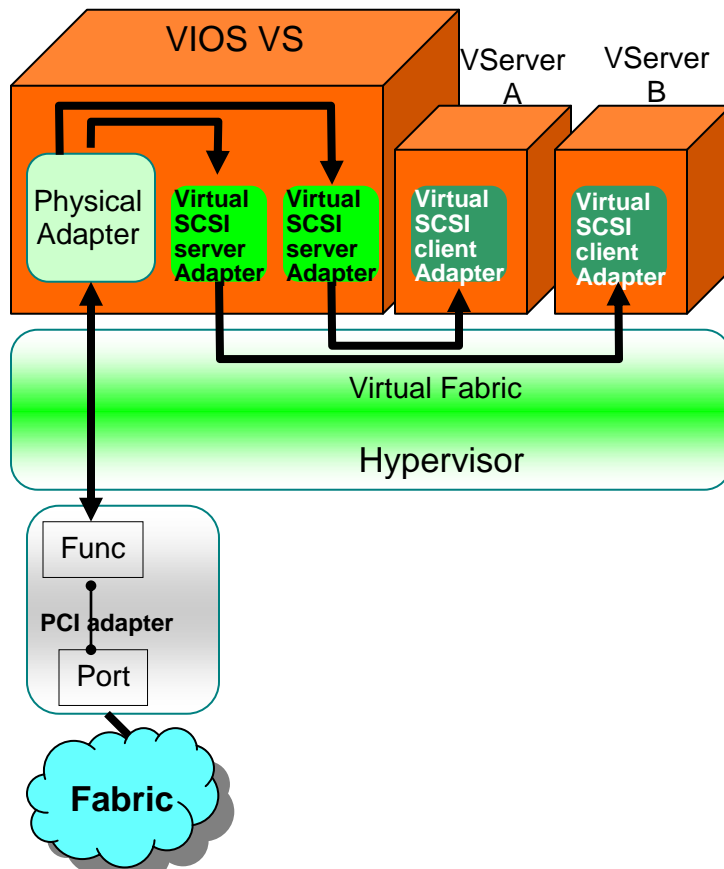 VIOS VS
VServer
A
VServer
B
Physical
Adapter
Virtual
SCSI
server
Adapter
Virtual
SCSI
server
Adapter
Virtual
SCSI
client
Adapter
Virtual
SCSI
client
Adapter
Virtual Fabric
Hypervisor
Func
PCI adapter
Port
Fabric